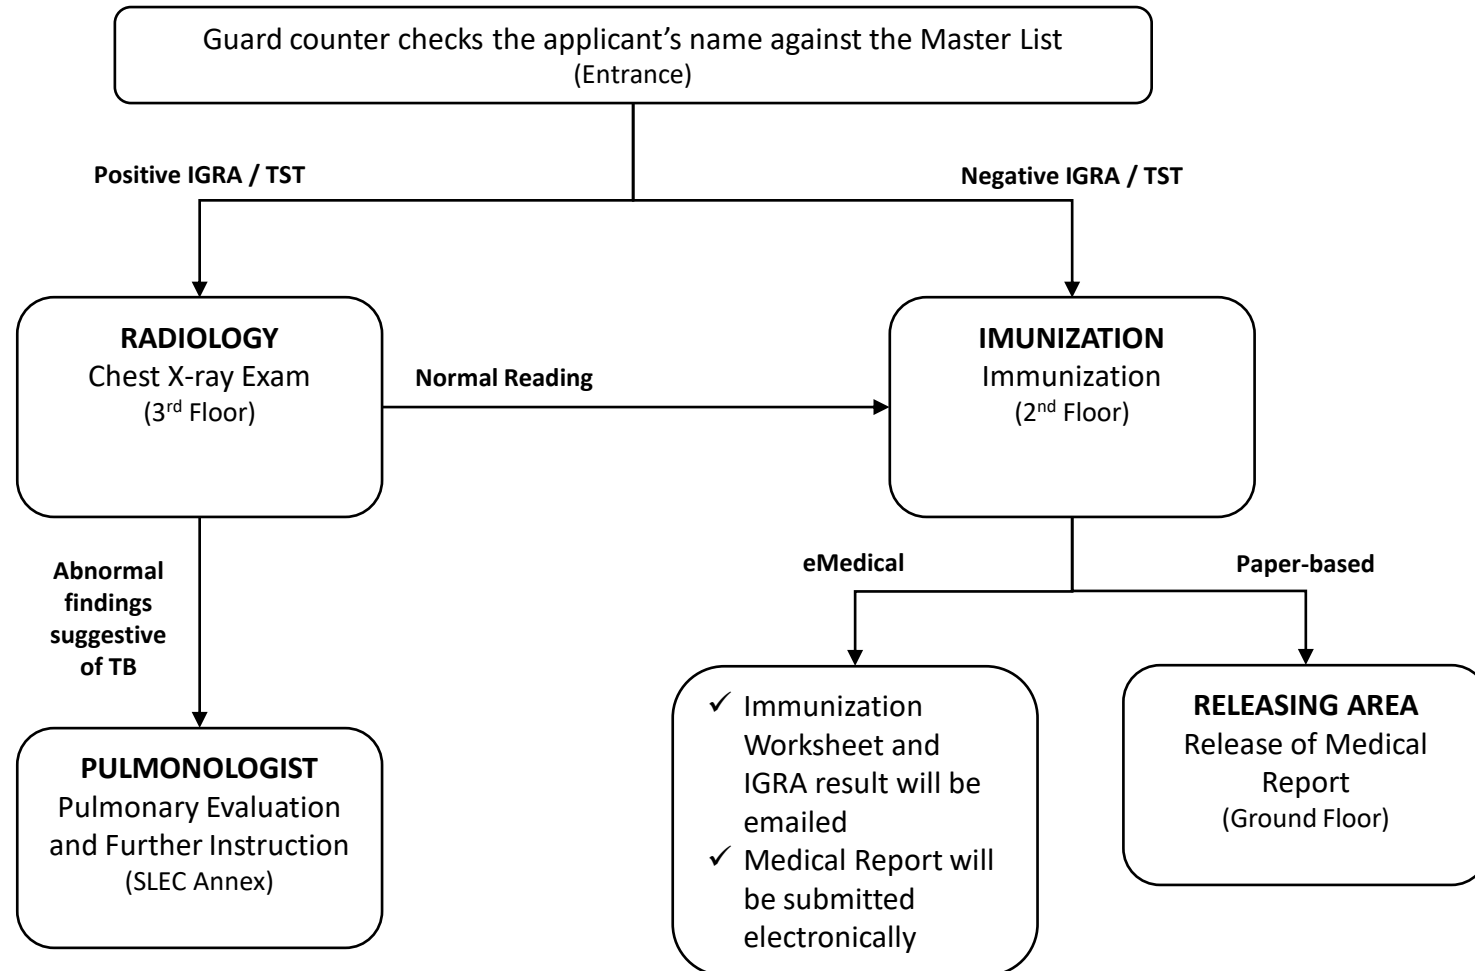 Guard counter checks the applicant’s name against the Master List
(Entrance)
Positive IGRA / TST
Negative IGRA / TST
RADIOLOGY
Chest X-ray Exam
(3rd Floor)
Normal Reading
IMUNIZATION
Immunization
(2nd Floor)
Abnormal
findings
suggestive
of TB
eMedical
Paper-based
PULMONOLOGIST
Pulmonary Evaluation
and Further Instruction
(SLEC Annex)
✓ Immunization
Worksheet and
IGRA result will be
emailed
✓ Medical Report will
be submitted
electronically
RELEASING AREA
Release of Medical
Report
(Ground Floor)